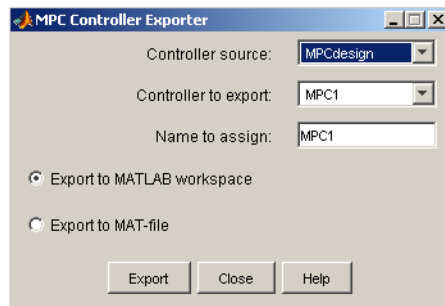 MPC Controller Exporter
Controller source: MPCdesign
Controller to export: MPC1
Name to assign: MPC1
Export to MATLAB workspace
Export to MAT-file
Export Close Help